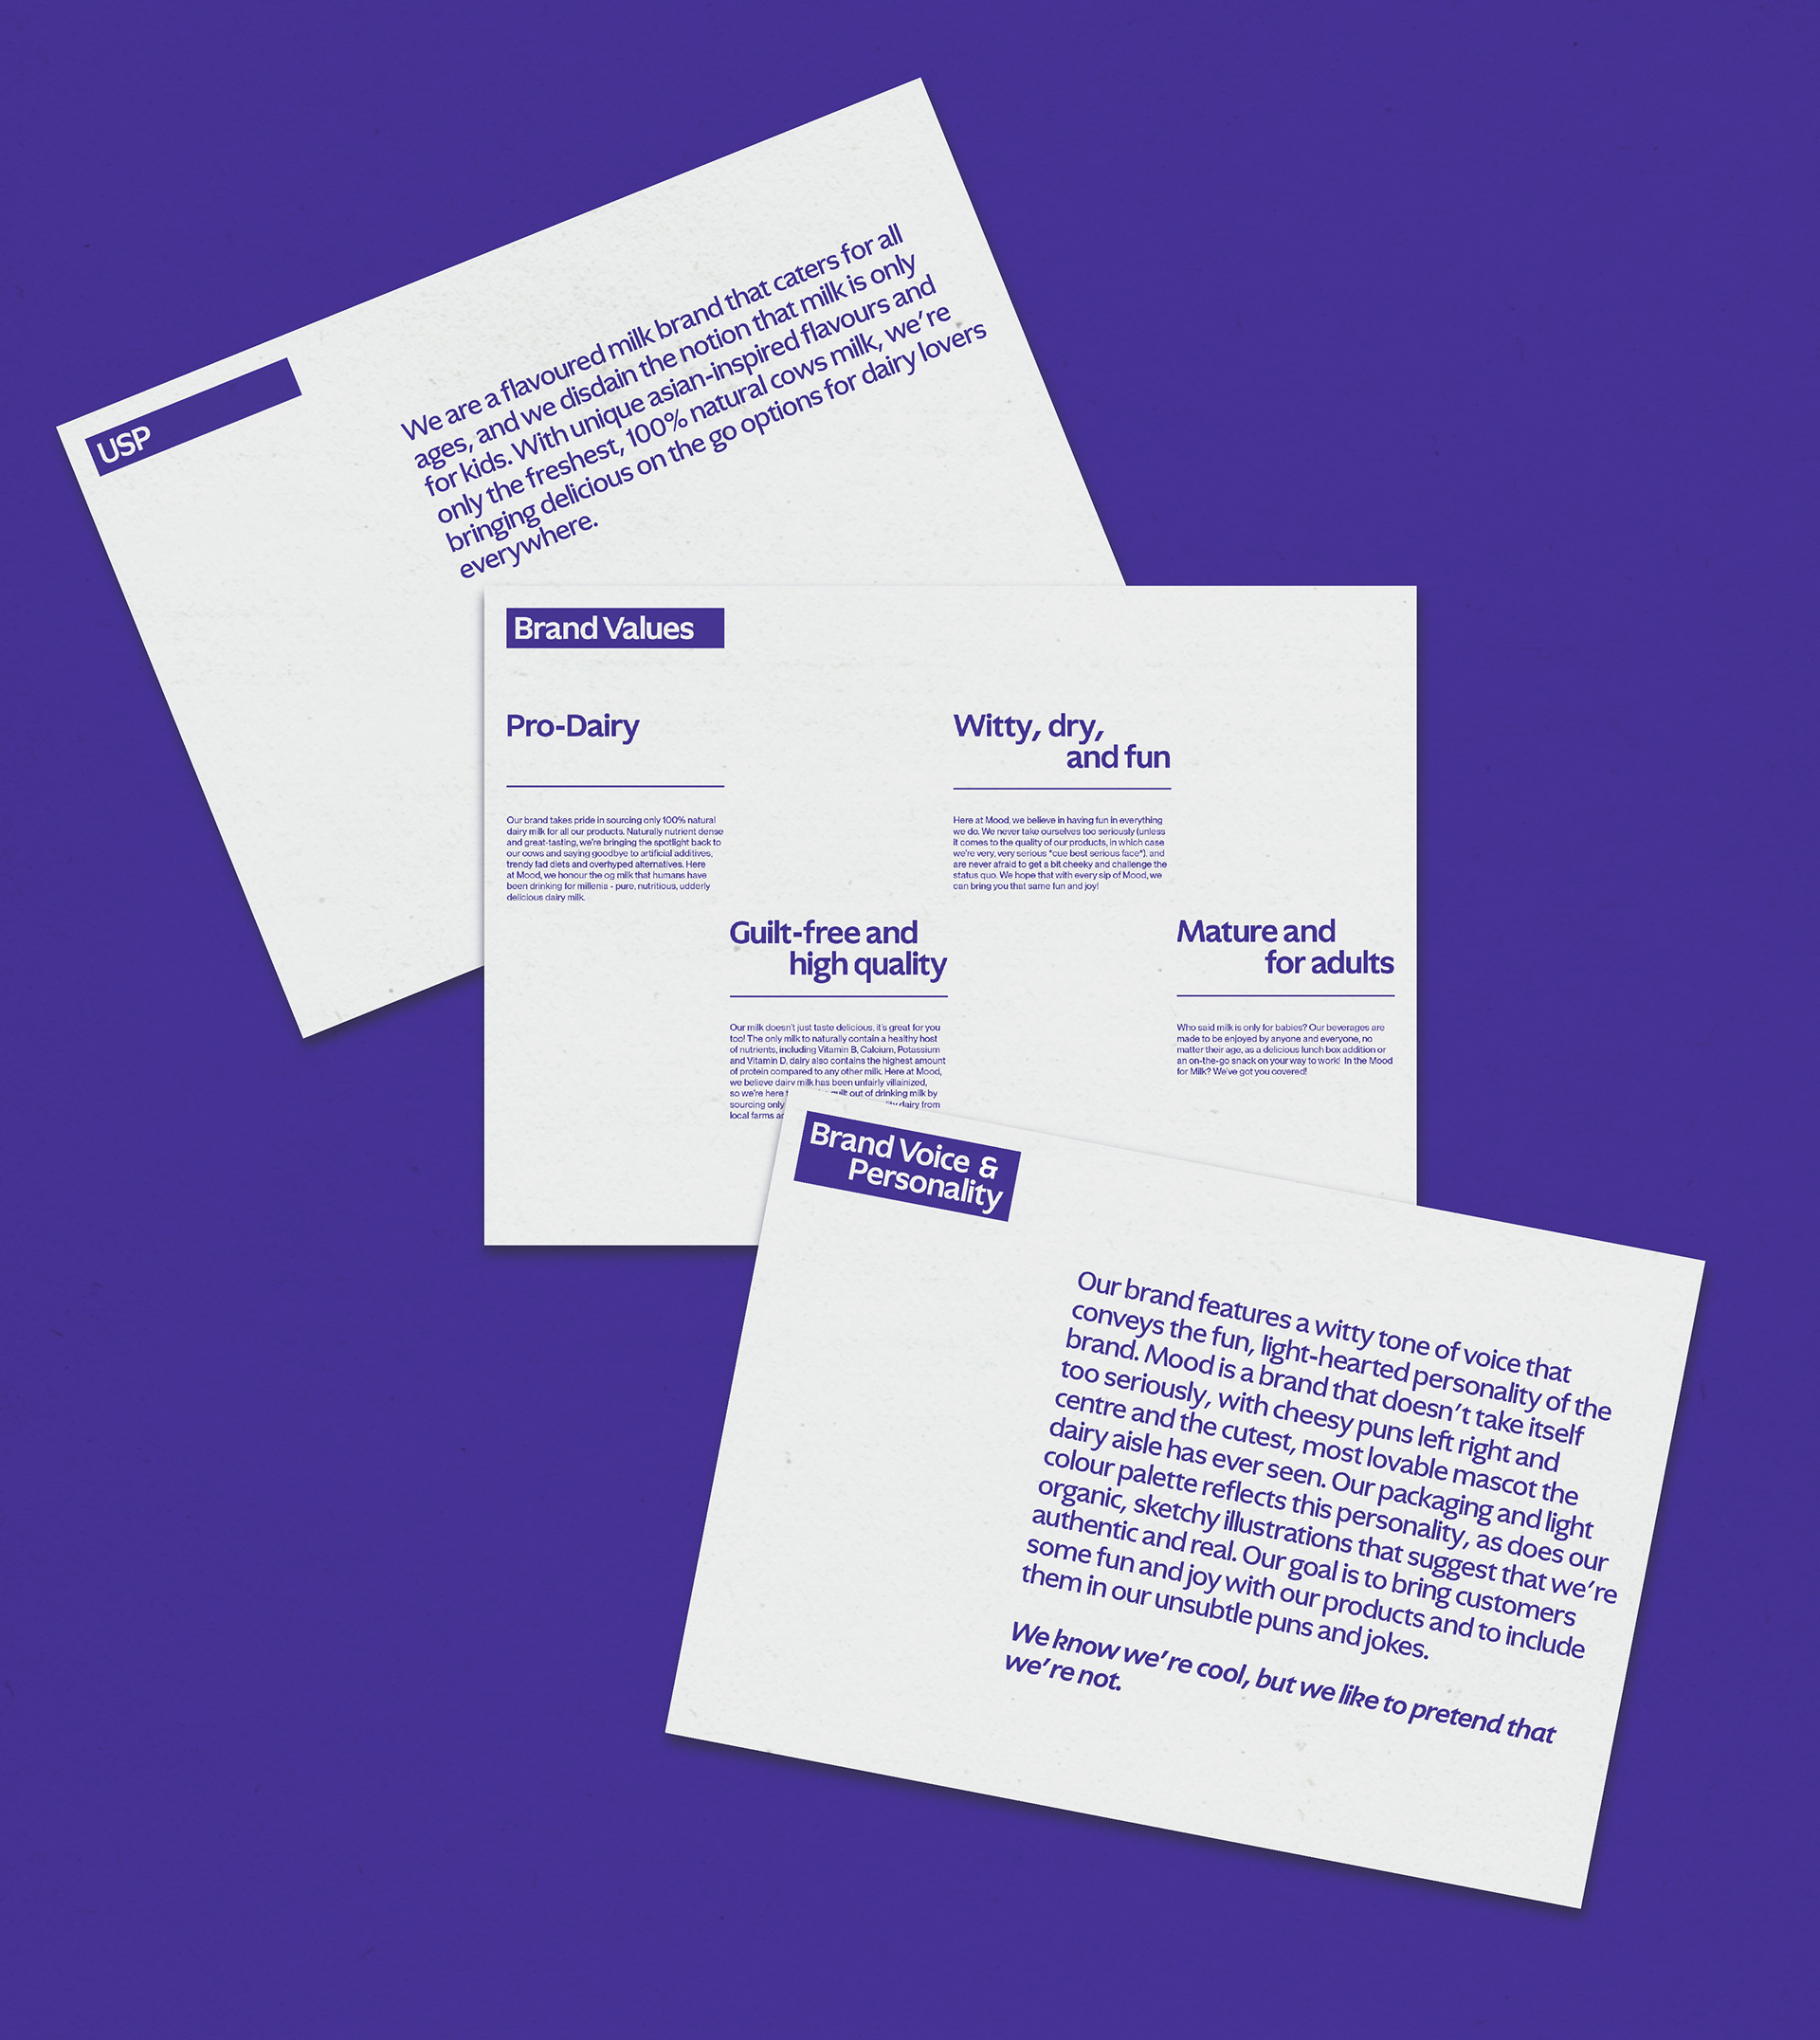 USP
We are a flavoured milk brand that caters for all
ages, and we disdain the notion that milk is only
for kids. With unique asian-inspired flavours and
only the freshest, 100% natural cows milk, we're
bringing delicious on the go options for dairy lovers
everywhere.
Brand Values
Pro-Dairy
Our brand takes pride in sourcing only 100% natural
dairy milk for all our products. Naturally nutrient dense
and great-tasting, we're bringing the spotlight back to
our cows and saying goodbye to artificial additives,
trendy fad diets and overhyped alternatives. Here
at Mood, we honour the og milk that humans have
been drinking for millenia - pure, nutritious, udderly
delicious dairy milk.
Guilt-free and
high quality
Our milk doesn't just taste delicious, it's great for you
too! The only milk to naturally contain a healthy host
of nutrients, including Vitamin B, Calcium, Potassium
and Vitamin D, dairy also contains the highest amount
of protein compared to any other milk. Here at Mood,
we believe dairy milk has been unfairly villainized,
so we're here guilt out of drinking milk by
sourcing only dairy from
local farms
Witty, dry,
and fun
Here at Mood, we believe in having fun in everything
we do. We never take ourselves too seriously (unless
it comes to the quality of our products, in which case
we're very, very serious *cue best serious face*). and
are never afraid to get a bit cheeky and challenge the
status quo. We hope that with every sip of Mood, we
can bring you that same fun and joy!
Mature and
for adults
Who said milk is only for babies? Our beverages are
made to be enjoyed by anyone and everyone, no
matter their age, as a delicious lunch box addition or
an on-the-go snack on your way to work! In the Mood
for Milk? We've got you covered!
Brand Voice &
Personality
Our brand features a witty tone of voice that
conveys the fun, light-hearted personality of the
brand. Mood is a brand that doesn't take itself
too seriously, with cheesy puns left right and
centre and the cutest, most lovable mascot the
dairy aisle has ever seen. Our packaging and light
colour palette reflects this personality, as does our
organic, sketchy illustrations that suggest that we're
authentic and real. Our goal is to bring customers
some fun and joy with our products and to include
them in our unsubtle puns and jokes.
We know we're cool, but we like to pretend that
we're not.